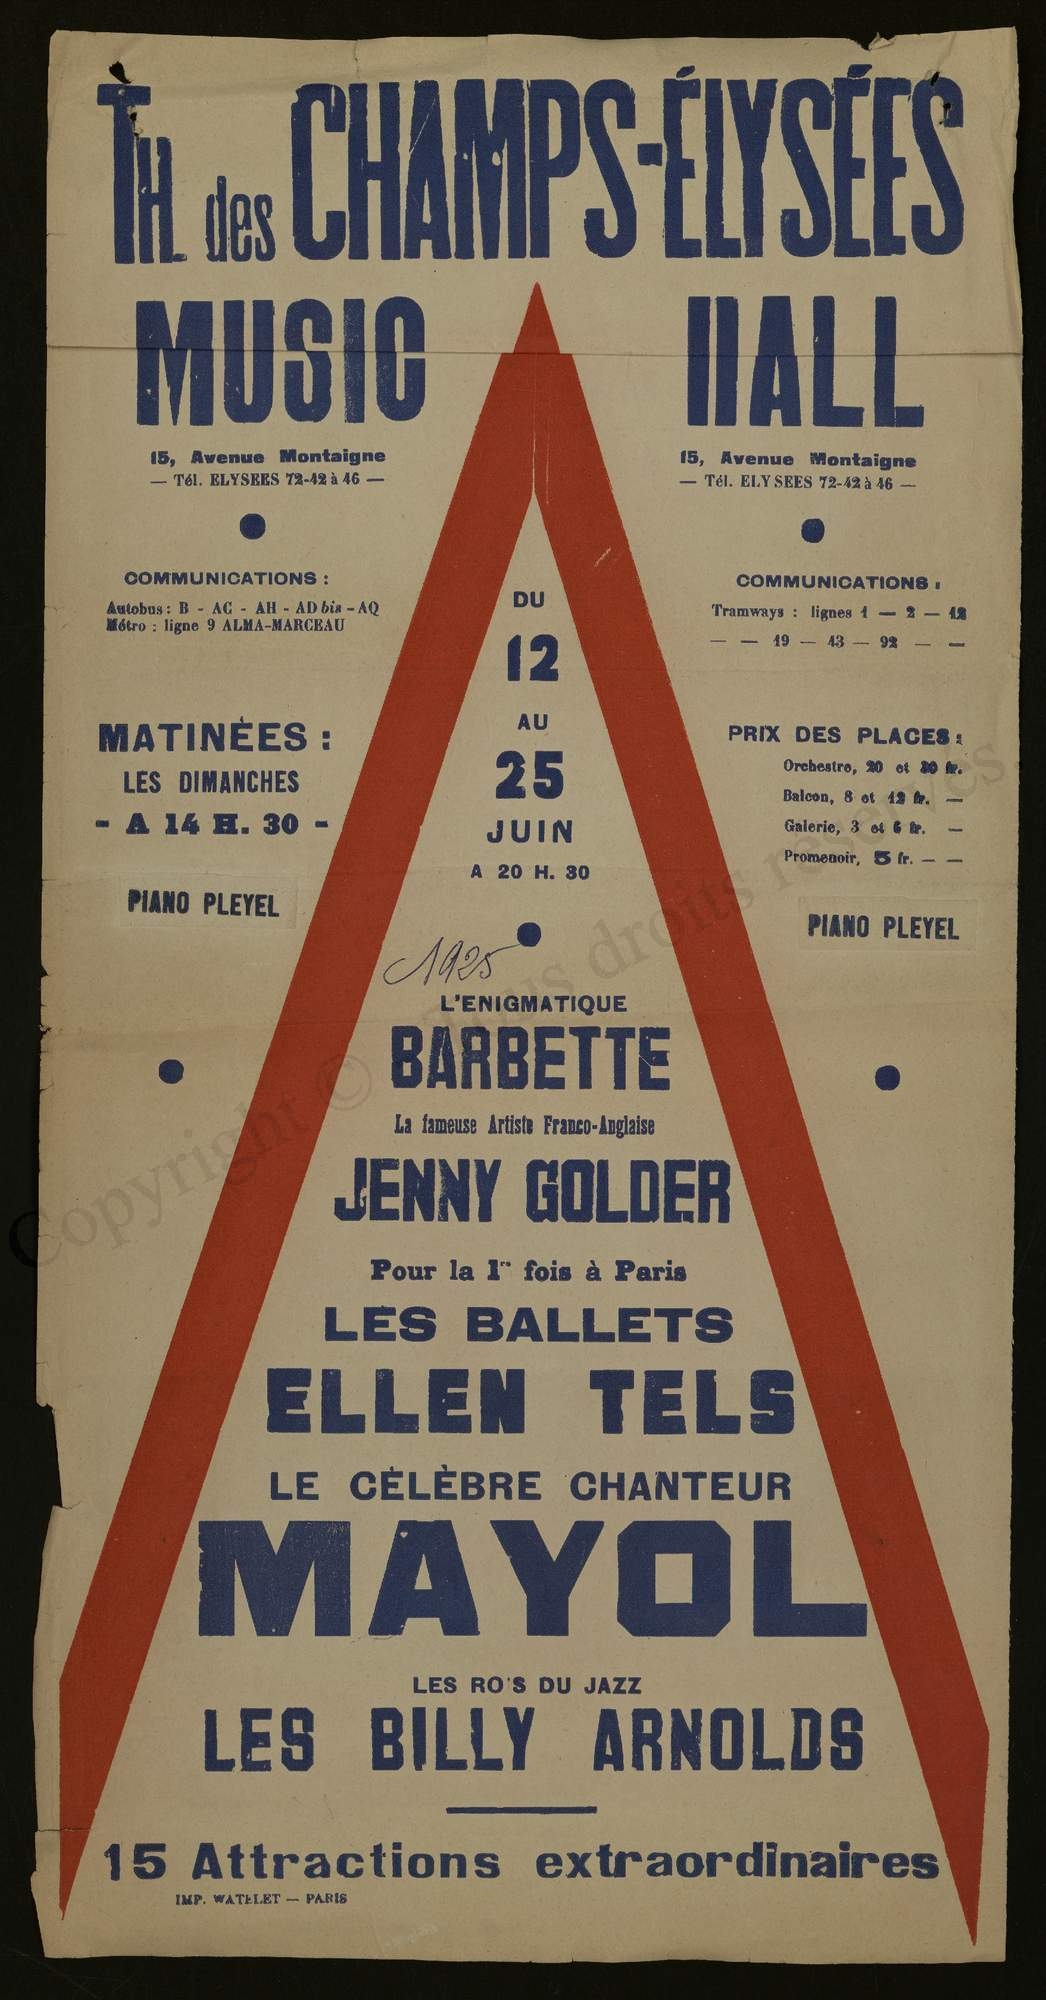 TH. des CHAMPS-ÉLYSÉES
MUSIC HALL
15, Avenue Montaigne
— Tél. ELYSEES 72-42 à 46 —
COMMUNICATIONS :
Autobus : B - AC - AH - AD bis - AQ
Métro : ligne 9 ALMA-MARCEAU
MATINÉES :
LES DIMANCHES
- A 14 H. 30 -
PIANO PLEYEL
15, Avenue Montaigne
— Tél. ELYSEES 72-42 à 46 —
COMMUNICATIONS :
Tramways : lignes 1 — 2 — 12
— — 19 — 43 — 92 — —
PRIX DES PLACES :
Orchestre, 20 et 30 fr.
Balcon, 8 et 12 fr. —
Galerie, 3 et 6 fr. —
Promenoir, 5 fr. — —
PIANO PLEYEL
DU
12
AU
25
JUIN
A 20 H. 30
1925
L'ENIGMATIQUE
BARBETTE
La fameuse Artiste Franco-Anglaise
JENNY GOLDER
Pour la 1re fois à Paris
LES BALLETS
ELLEN TELS
LE CÉLÈBRE CHANTEUR
MAYOL
LES RO'S DU JAZZ
LES BILLY ARNOLDS
15 Attractions extraordinaires
IMP. WATELET — PARIS
Copyright © Tous droits réservés